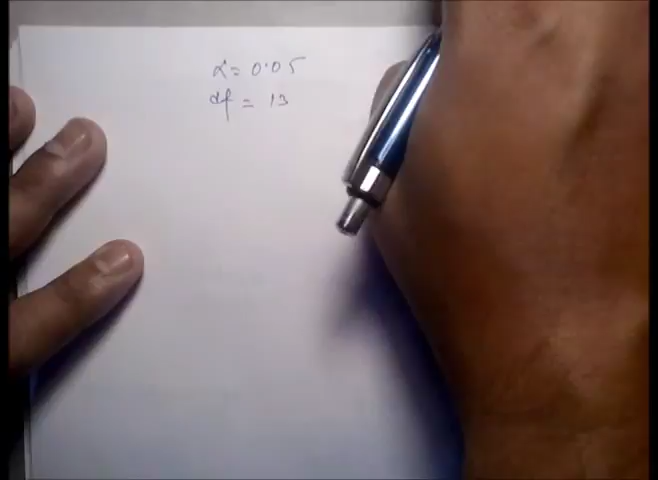 α = 0.05
df = 13